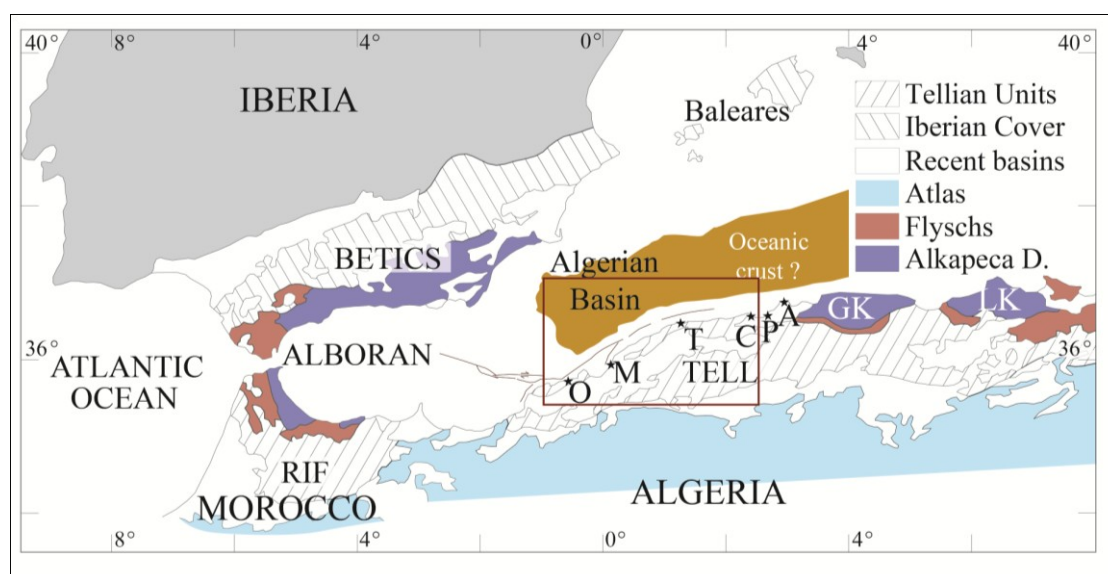 40° 8° 4° 0° 4° 40°
IBERIA
Baleares
Tellian Units
Iberian Cover
Recent basins
Atlas
Flyschs
Alkapeca D.
BETICS
Algerian
Basin
Oceanic
crust ?
GK
LK
A
P
C
T
36°
36°
ATLANTIC
OCEAN
ALBORAN
M
TELL
O
RIF
MOROCCO
ALGERIA
8° 4° 0° 4°